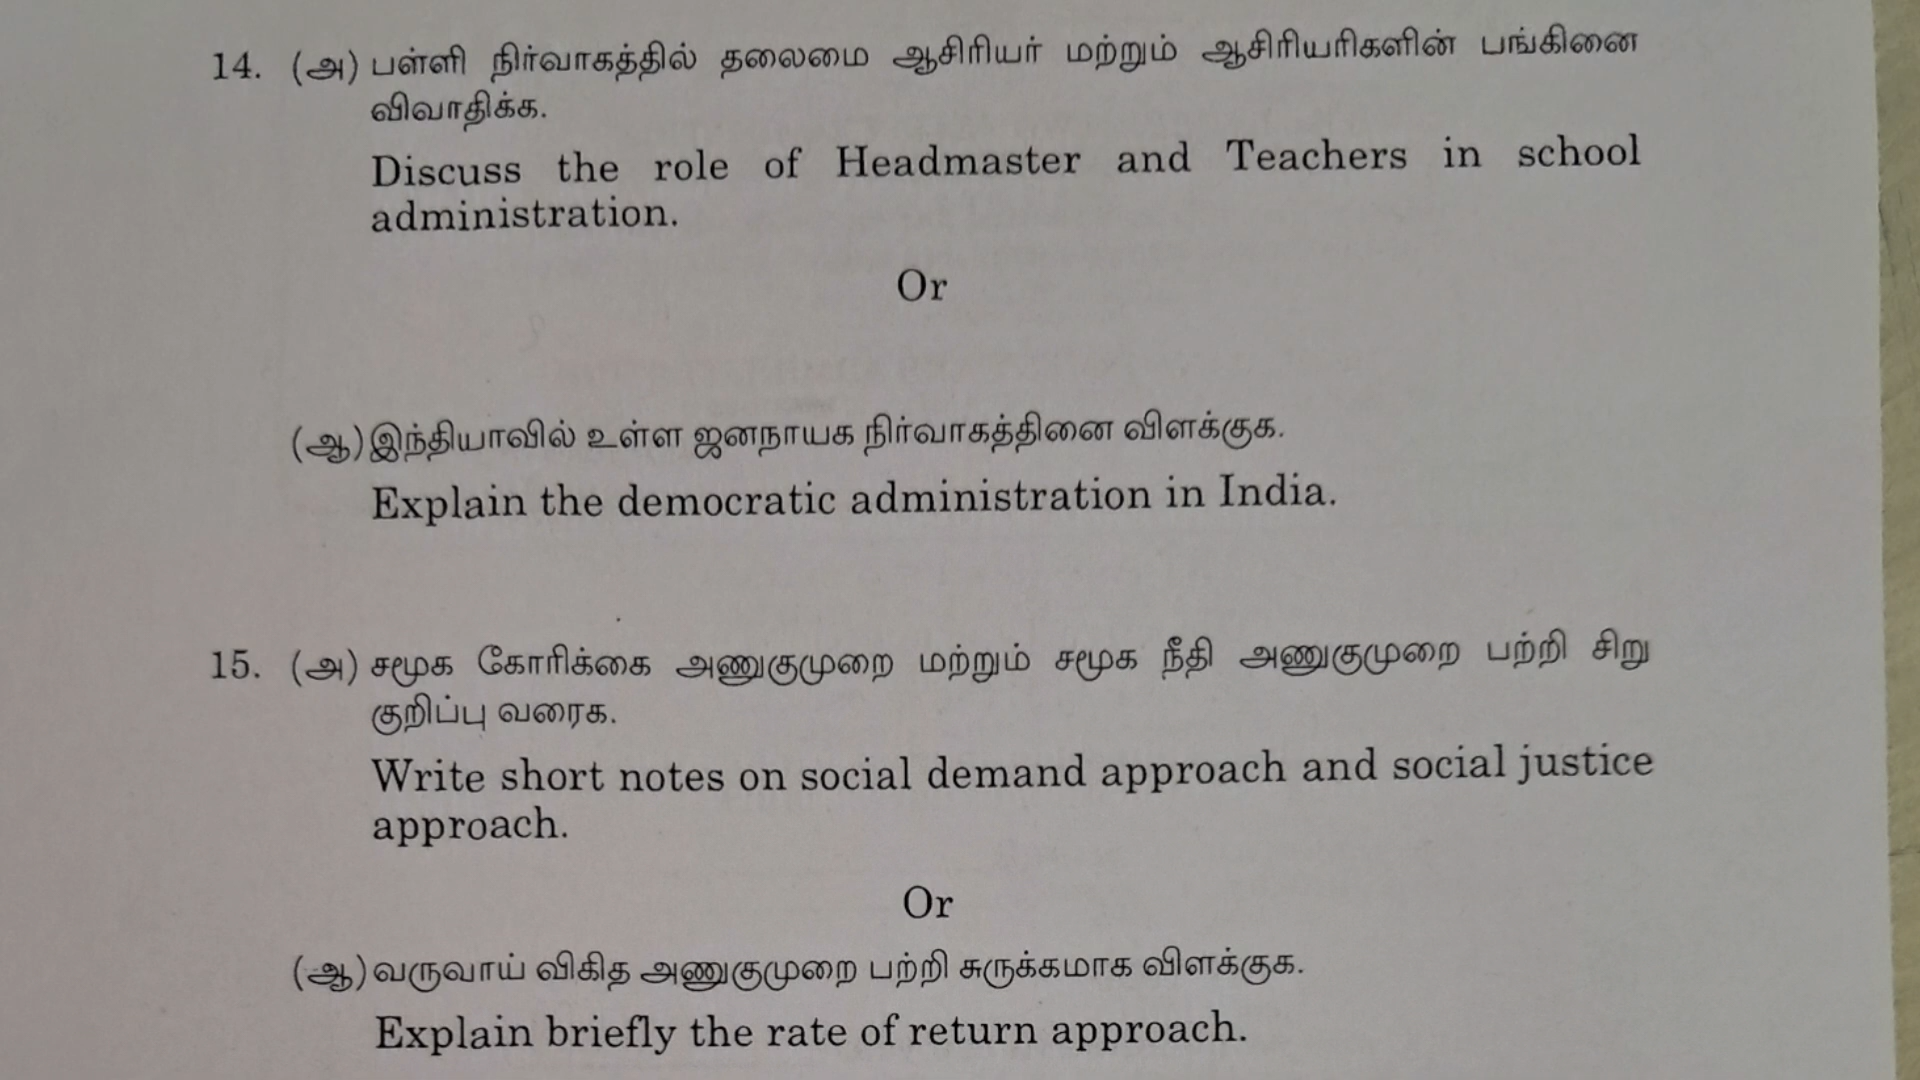 14. (அ) பள்ளி நிர்வாகத்தில் தலைமை ஆசிரியர் மற்றும் ஆசிரியரிகளின் பங்கினை
விவாதிக்க.
Discuss the role of Headmaster and Teachers in school
administration.
Or
(ஆ) இந்தியாவில் உள்ள ஜனநாயக நிர்வாகத்தினை விளக்குக.
Explain the democratic administration in India.
15. (அ) சமூக கோரிக்கை அணுகுமுறை மற்றும் சமூக நீதி அணுகுமுறை பற்றி சிறு
குறிப்பு வரைக.
Write short notes on social demand approach and social justice
approach.
Or
(ஆ) வருவாய் விகித அணுகுமுறை பற்றி சுருக்கமாக விளக்குக.
Explain briefly the rate of return approach.